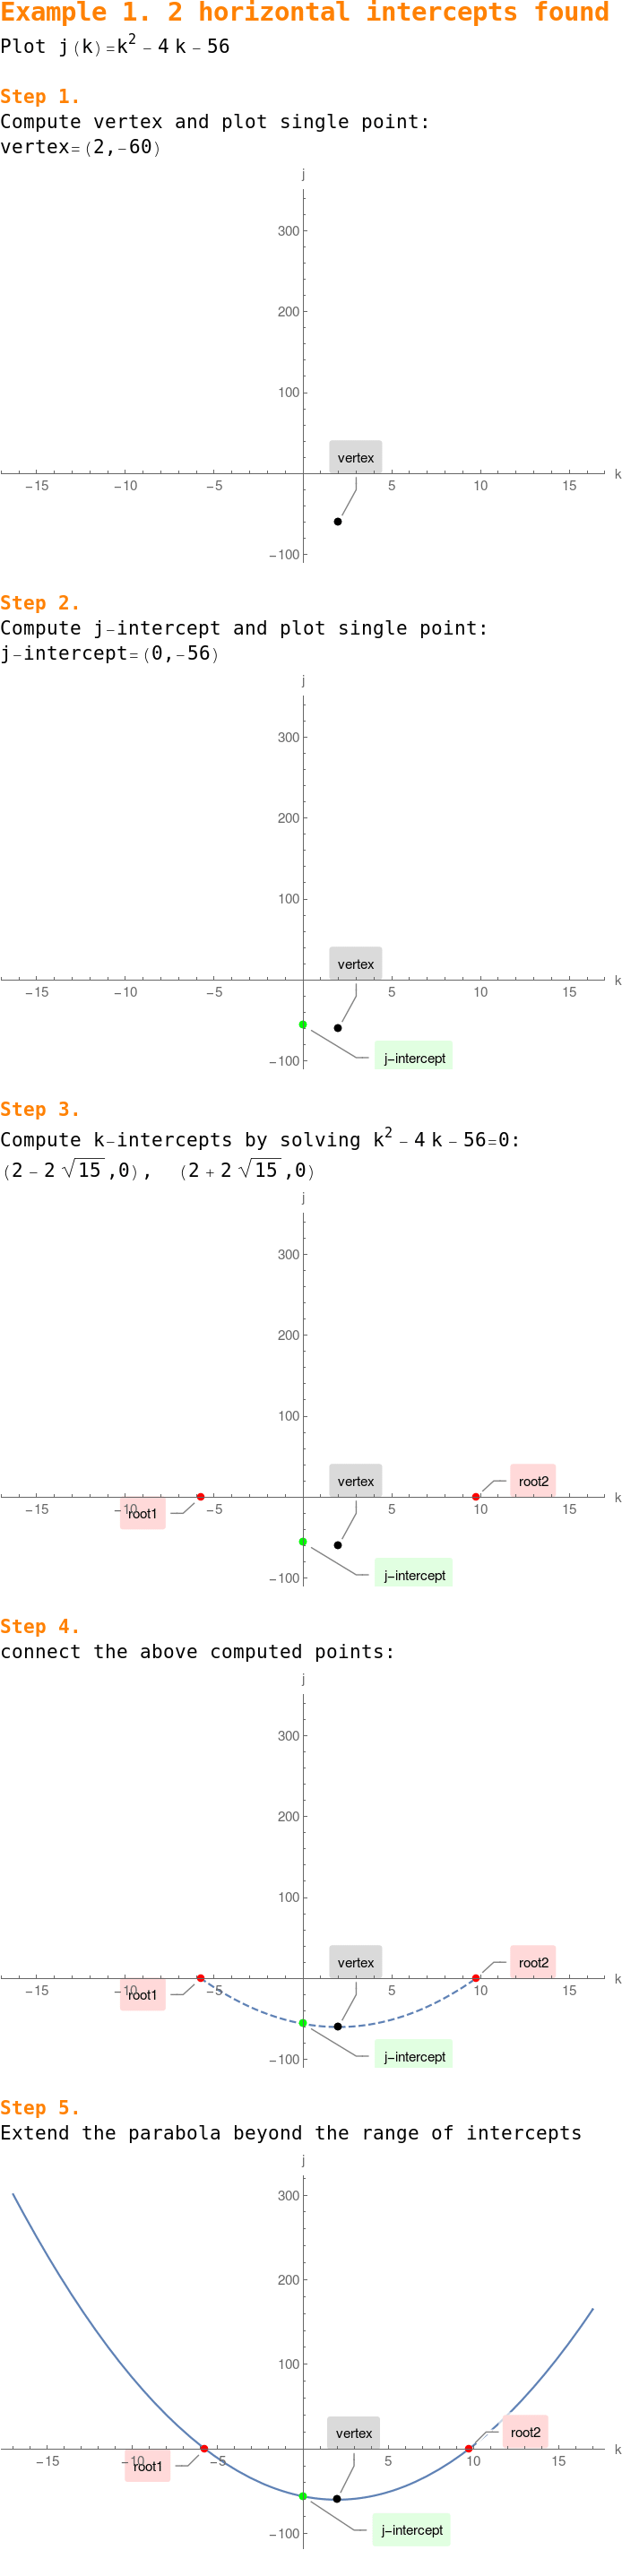 Example 1. 2 horizontal intercepts found
Plot j(k)=k² − 4 k − 56
Step 1.
Compute vertex and plot single point:
vertex=(2,−60)
j
300
200
100
vertex
−15 −10 −5 5 10 15 k
−100
Step 2.
Compute j−intercept and plot single point:
j−intercept=(0,−56)
j
300
200
100
vertex
−15 −10 −5 5 10 15 k
j−intercept
−100
Step 3.
Compute k−intercepts by solving k² − 4 k − 56=0:
(2 − 2 √15 ,0), (2 + 2 √15 ,0)
j
300
200
100
vertex root2
−15 −10 −5 5 10 15 k
root1
j−intercept
−100
Step 4.
connect the above computed points:
j
300
200
100
vertex root2
−15 −10 −5 5 10 15 k
root1
j−intercept
−100
Step 5.
Extend the parabola beyond the range of intercepts
j
300
200
100
vertex root2
−15 −10 −5 5 10 15 k
root1
j−intercept
−100